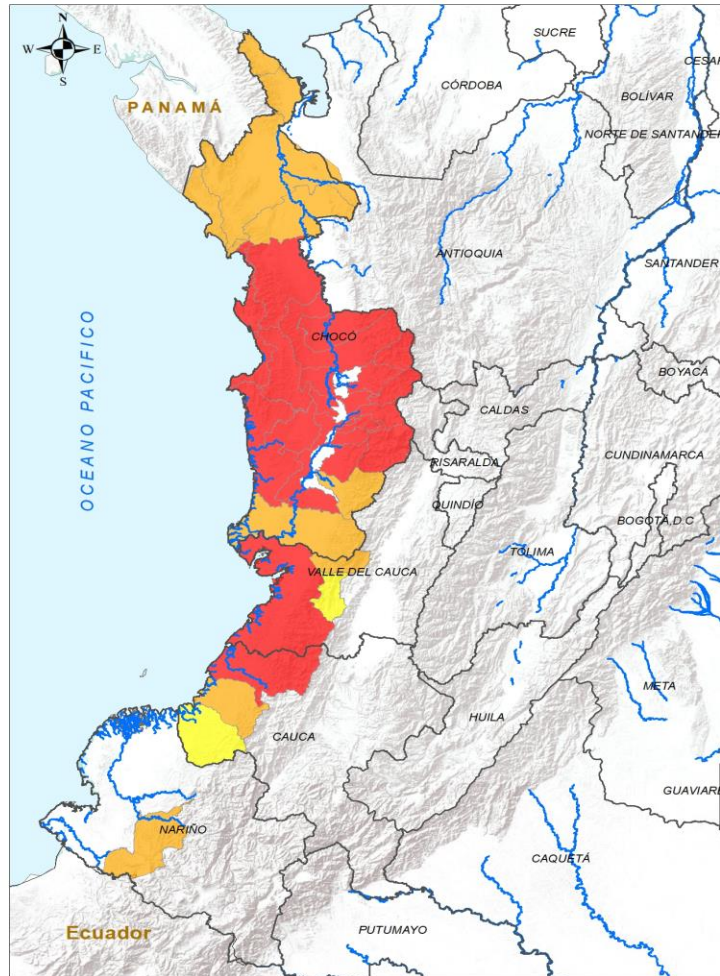 N
W E
S
SUCRE
CESAR
CÓRDOBA
BOLÍVAR
PANAMÁ
NORTE DE SANTANDER
ANTIOQUIA
SANTANDER
OCEANO PACIFICO
CHOCÓ
BOYACÁ
CALDAS
CUNDINAMARCA
RISARALDA
QUINDÍO
BOGOTÁ, D.C
TOLIMA
VALLE DEL CAUCA
META
HUILA
CAUCA
GUAVIARE
NARIÑO
CAQUETÁ
Ecuador
PUTUMAYO